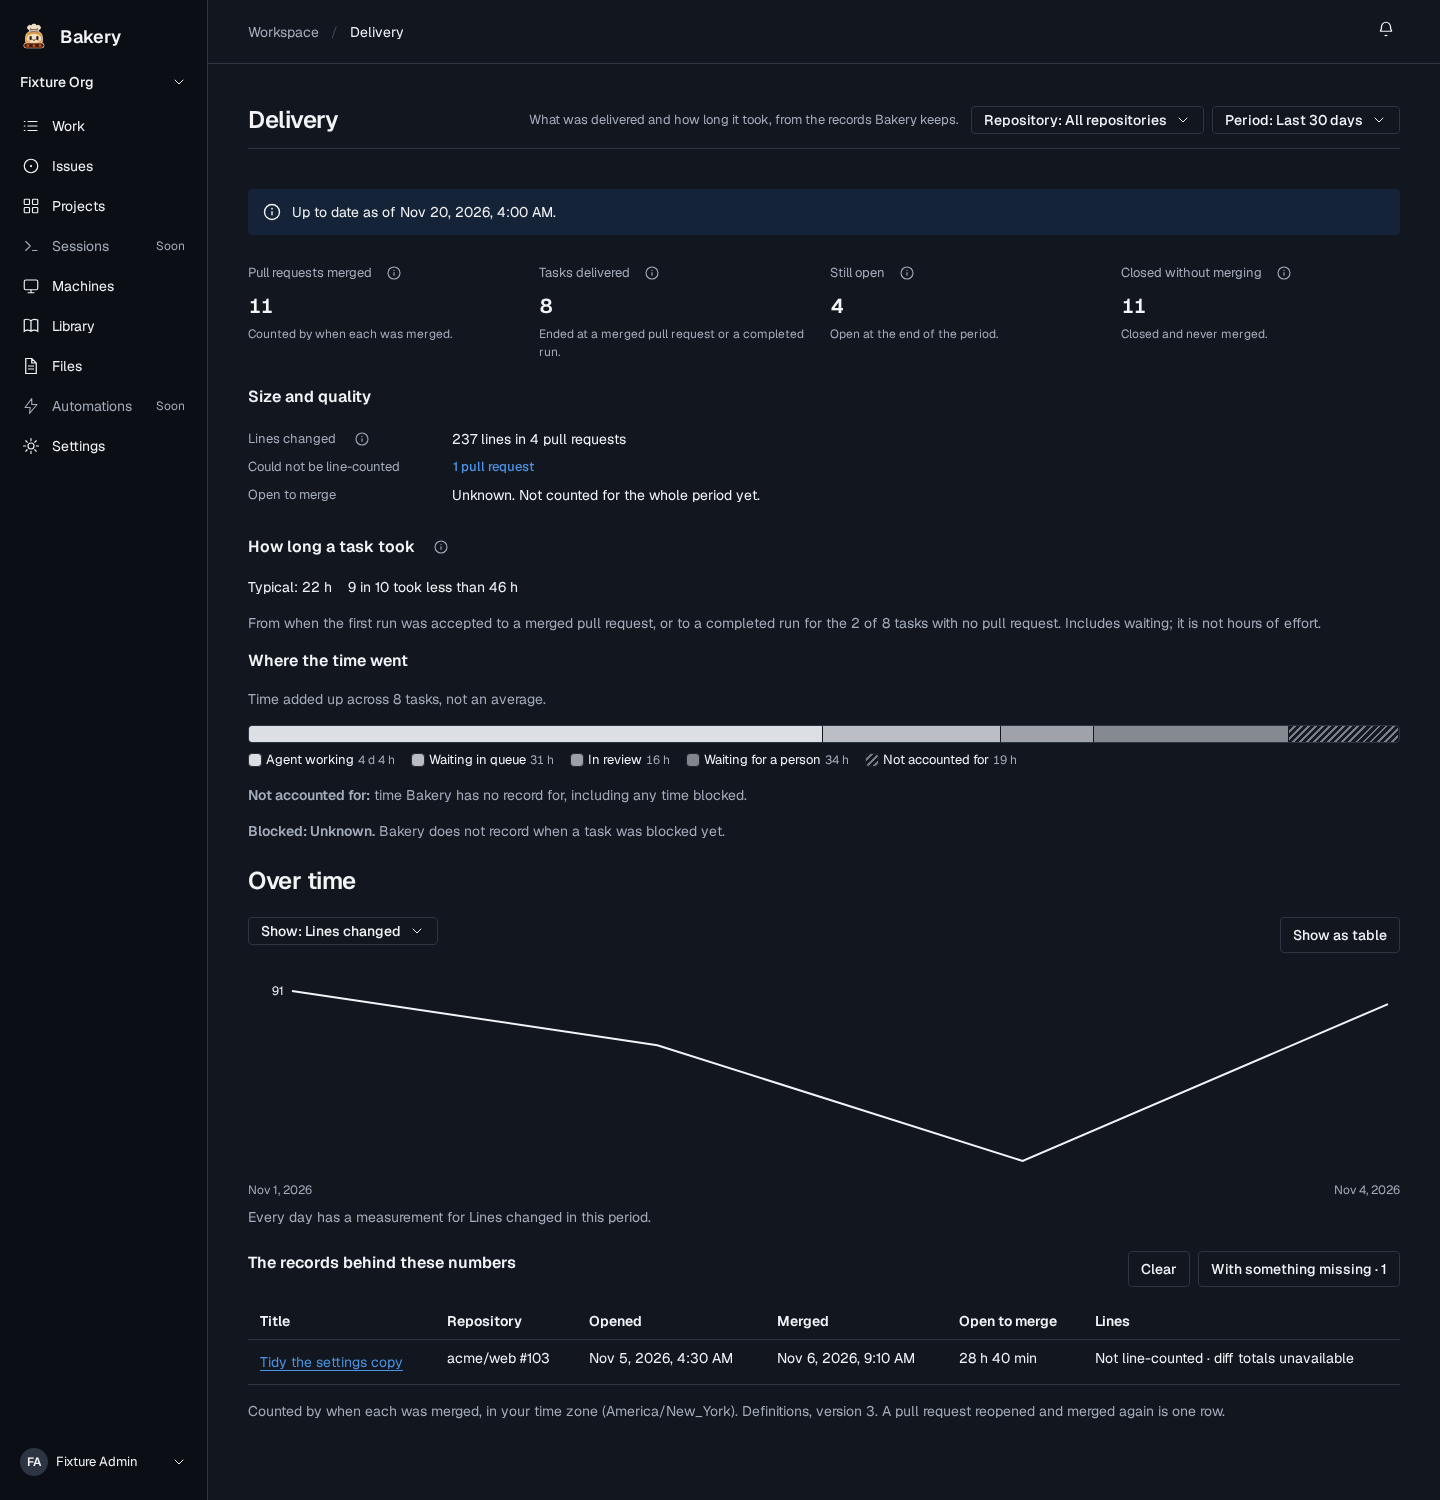 Bakery
Fixture Org
Work
Issues
Projects
Sessions Soon
Machines
Library
Files
Automations Soon
Settings
FA Fixture Admin
Workspace / Delivery
Delivery
What was delivered and how long it took, from the records Bakery keeps.
Repository: All repositories
Period: Last 30 days
Up to date as of Nov 20, 2026, 4:00 AM.
Pull requests merged
11
Counted by when each was merged.
Tasks delivered
8
Ended at a merged pull request or a completed
run.
Still open
4
Open at the end of the period.
Closed without merging
11
Closed and never merged.
Size and quality
Lines changed 237 lines in 4 pull requests
Could not be line-counted 1 pull request
Open to merge Unknown. Not counted for the whole period yet.
How long a task took
Typical: 22 h 9 in 10 took less than 46 h
From when the first run was accepted to a merged pull request, or to a completed run for the 2 of 8 tasks with no pull request. Includes waiting; it is not hours of effort.
Where the time went
Time added up across 8 tasks, not an average.
Agent working 4 d 4 h Waiting in queue 31 h In review 16 h Waiting for a person 34 h Not accounted for 19 h
Not accounted for: time Bakery has no record for, including any time blocked.
Blocked: Unknown. Bakery does not record when a task was blocked yet.
Over time
Show: Lines changed
Show as table
91
Nov 1, 2026 Nov 4, 2026
Every day has a measurement for Lines changed in this period.
The records behind these numbers
Clear
With something missing · 1
Title Repository Opened Merged Open to merge Lines
Tidy the settings copy acme/web #103 Nov 5, 2026, 4:30 AM Nov 6, 2026, 9:10 AM 28 h 40 min Not line-counted · diff totals unavailable
Counted by when each was merged, in your time zone (America/New_York). Definitions, version 3. A pull request reopened and merged again is one row.